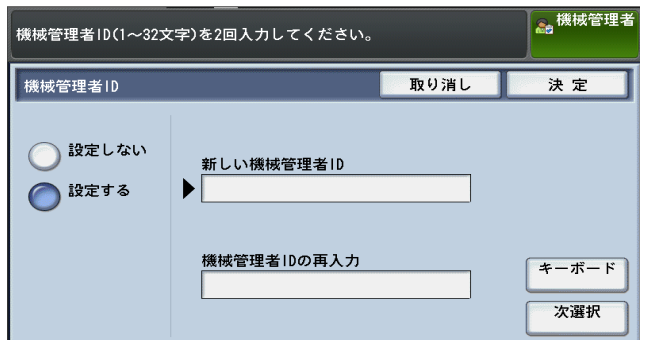 機械管理者ID(1～32文字)を2回入力してください。
機械管理者
機械管理者ID
取り消し
決 定
設定しない
設定する
新しい機械管理者ID
機械管理者IDの再入力
キーボード
次選択